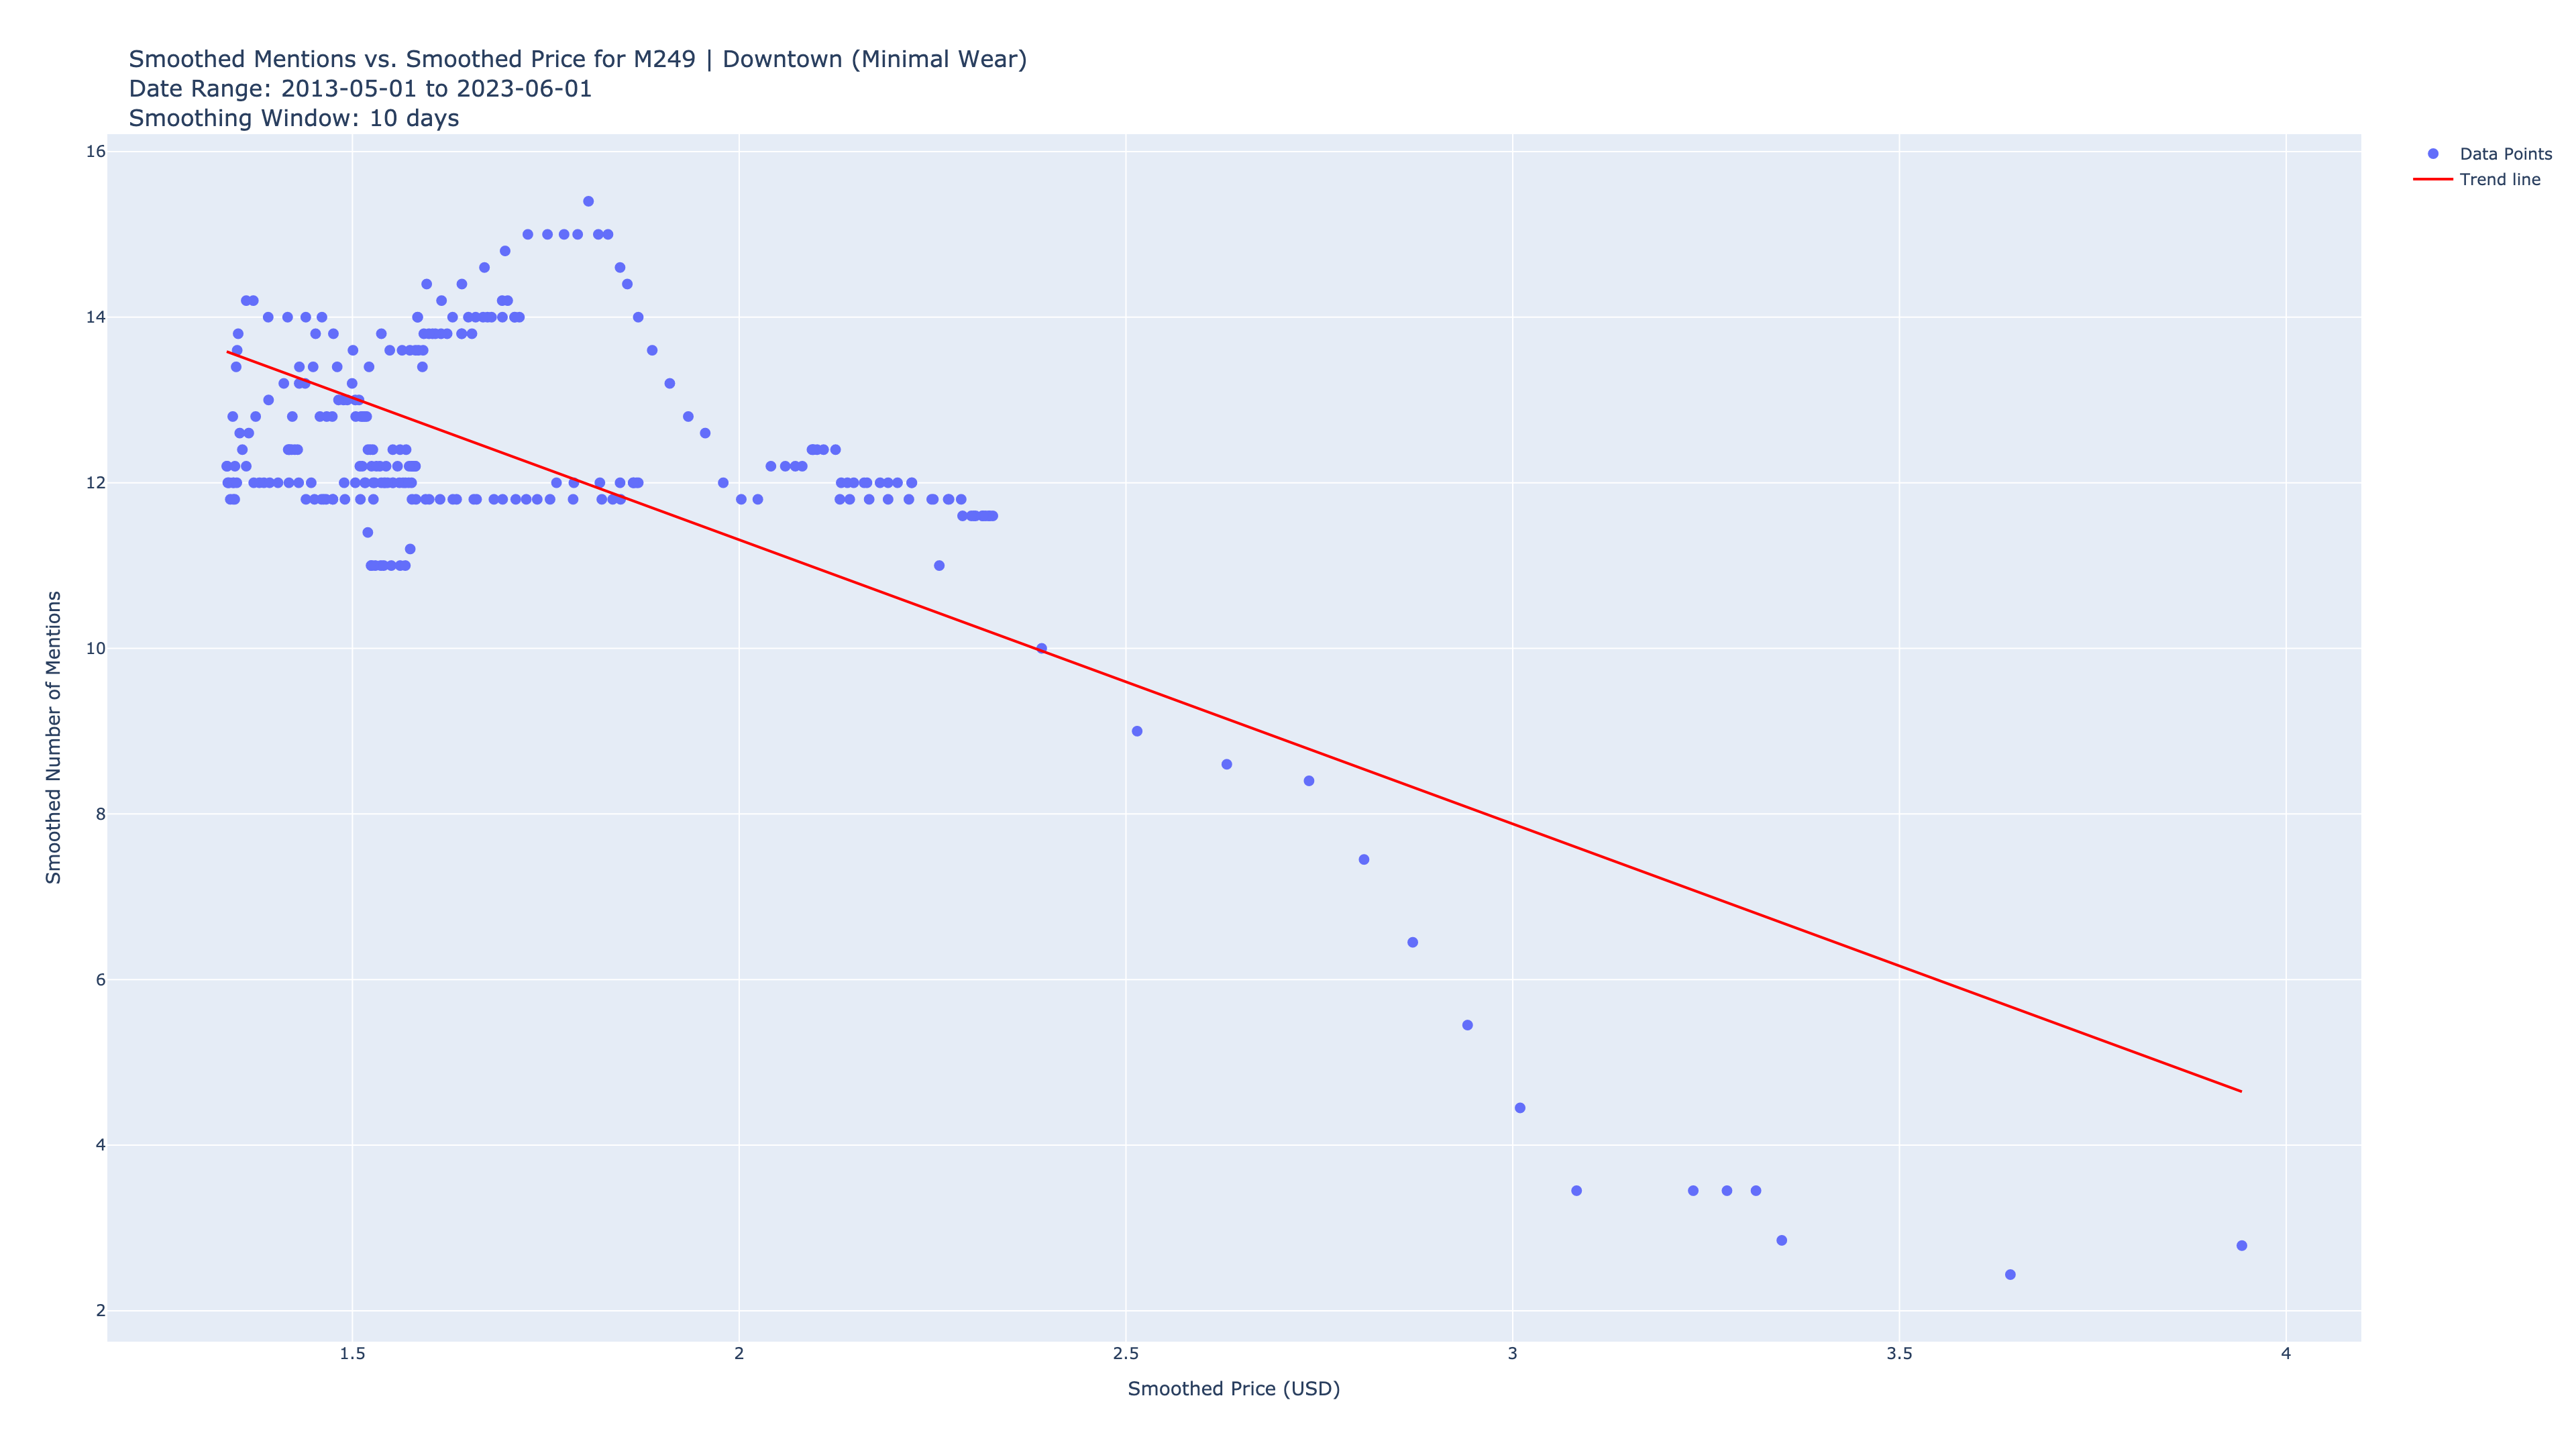 Smoothed Mentions vs. Smoothed Price for M249 | Downtown (Minimal Wear)
Date Range: 2013-05-01 to 2023-06-01
Smoothing Window: 10 days
Data Points
Trend line
16
14
12
10
8
6
4
2
Smoothed Number of Mentions
1.5
2
2.5
3
3.5
4
Smoothed Price (USD)